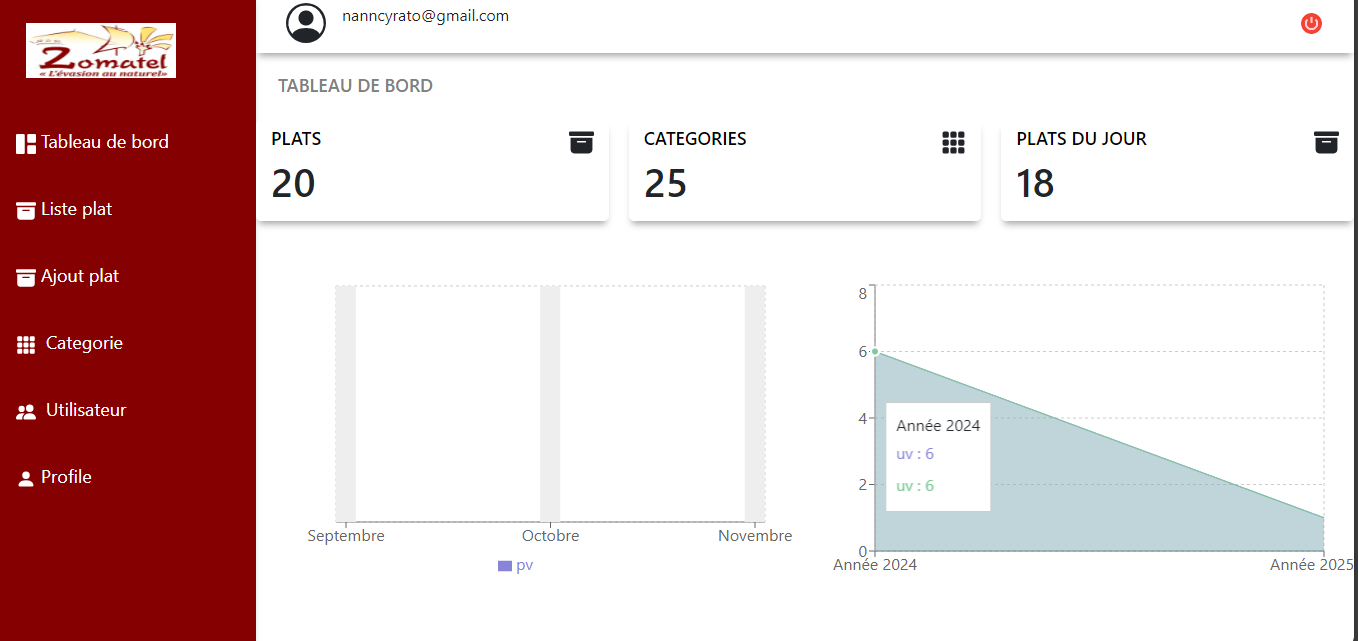 Zomatel
« L'évasion au naturel»
Tableau de bord
Liste plat
Ajout plat
Categorie
Utilisateur
Profile
nanncyrato@gmail.com
TABLEAU DE BORD
PLATS
20
CATEGORIES
25
PLATS DU JOUR
18
Septembre
Octobre
Novembre
pv
8
6
4
2
0
Année 2024
uv : 6
uv : 6
Année 2024
Année 2025